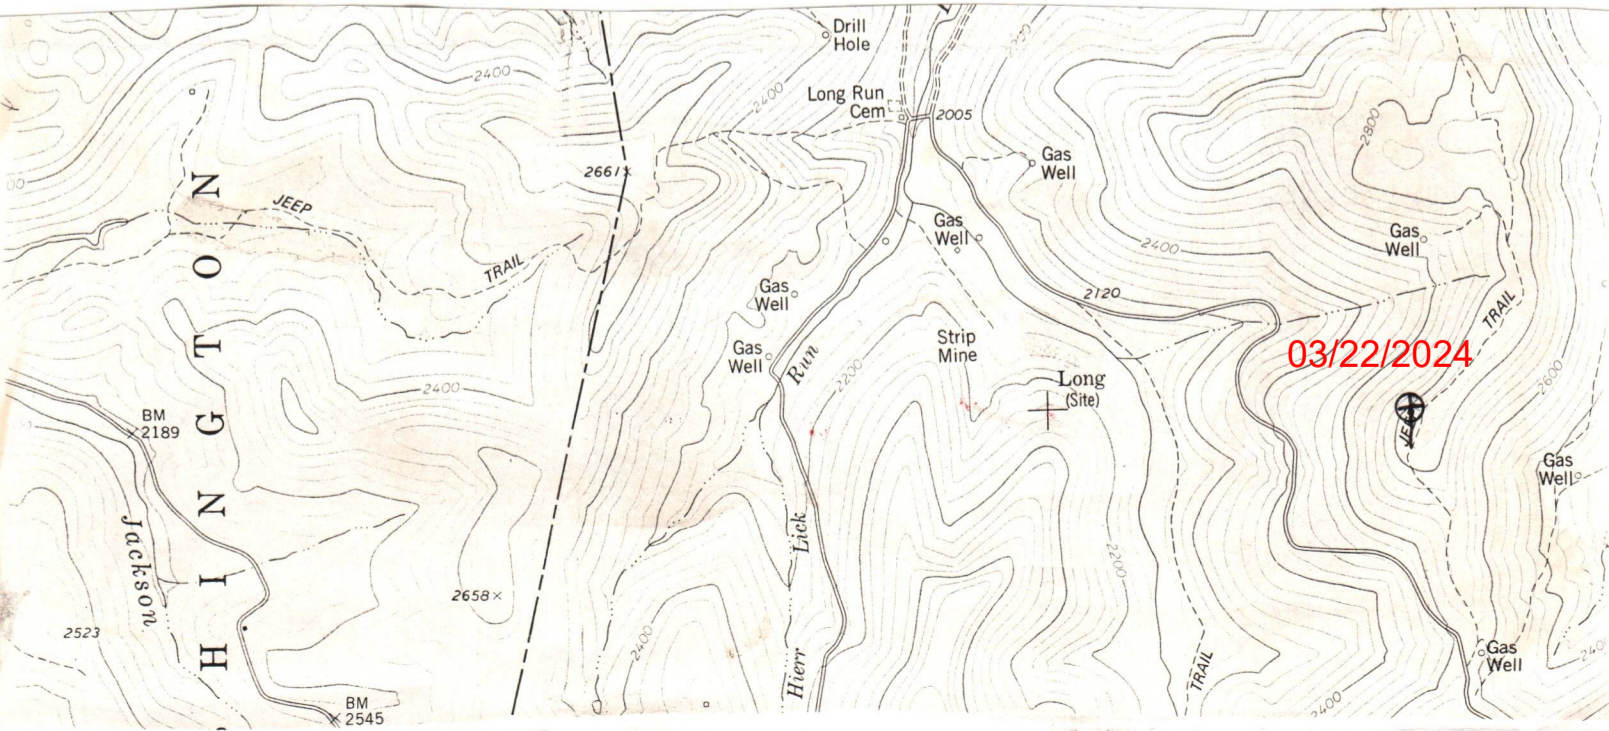 Drill
Hole
2400
2400
Long Run
Cem
2005
2800
Gas
Well
2661
JEEP
TRAIL
Gas
Well
2400
Gas
Well
Gas
Well
2120
TRAIL
Strip
Mine
03/22/2024
Gas
Well
Run
2200
Long
(Site)
2600
2400
BM
2189
Gas
Well
Jackson
Lick
2200
2658
2523
2400
Hierr
TRAIL
Gas
Well
BM
2545
2400
HINGTON